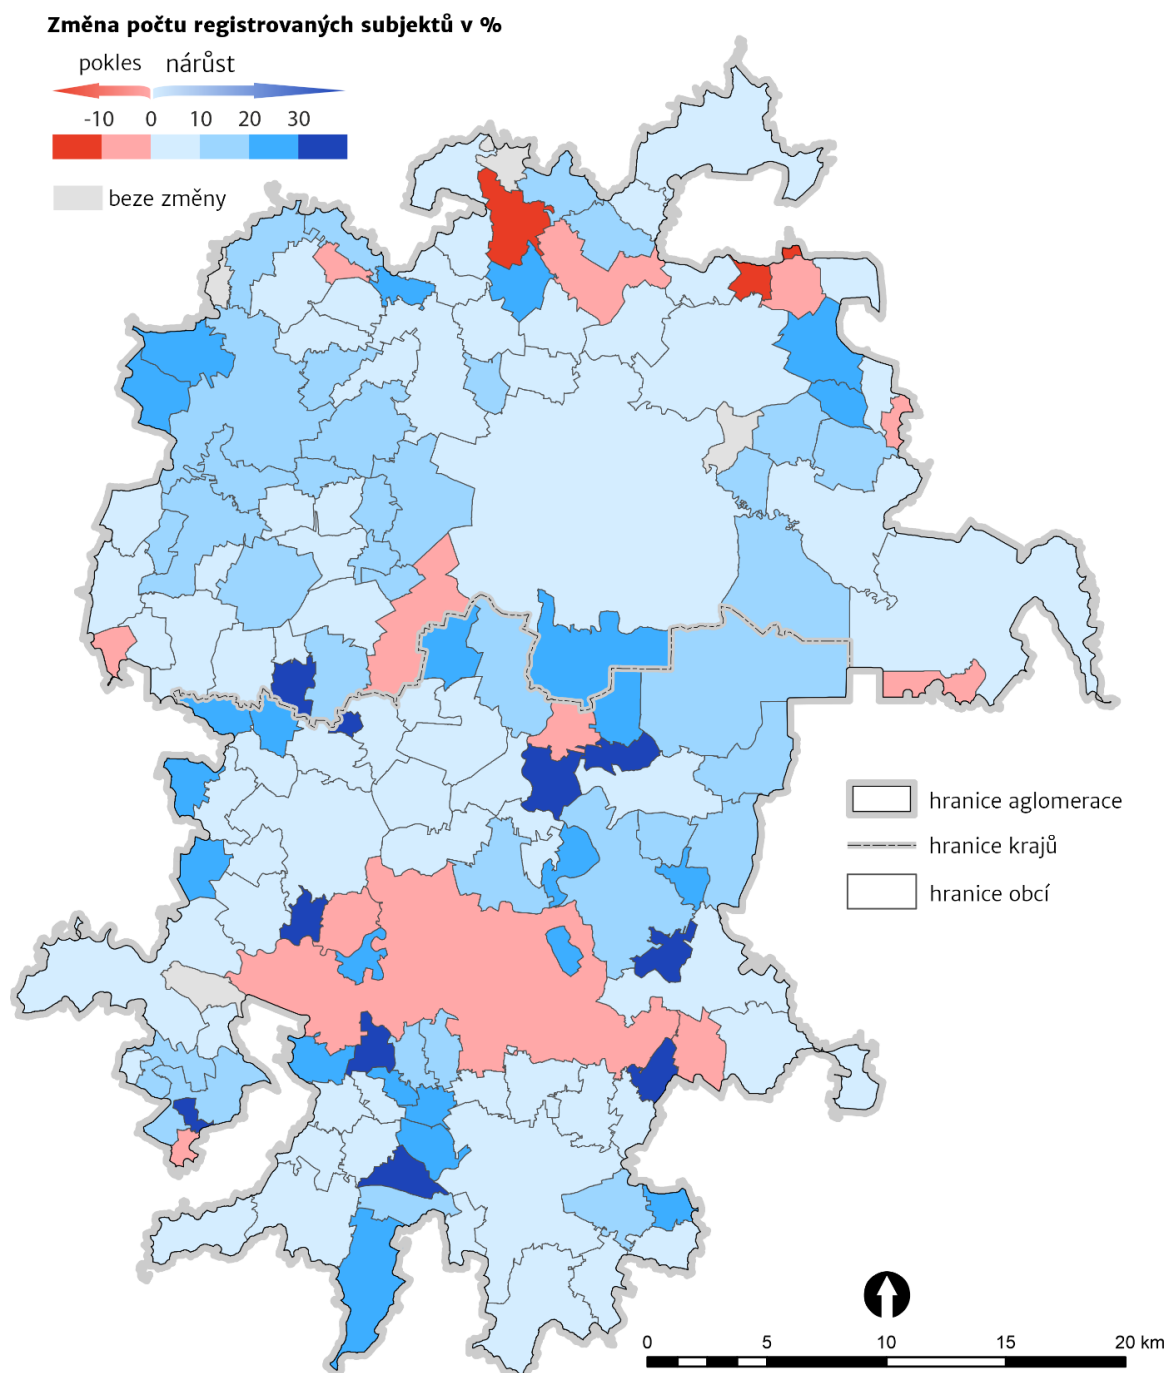 Změna počtu registrovaných subjektů v %
pokles nárůst
-10 0 10 20 30
beze změny
hranice aglomerace
hranice krajů
hranice obcí
0 5 10 15 20 km